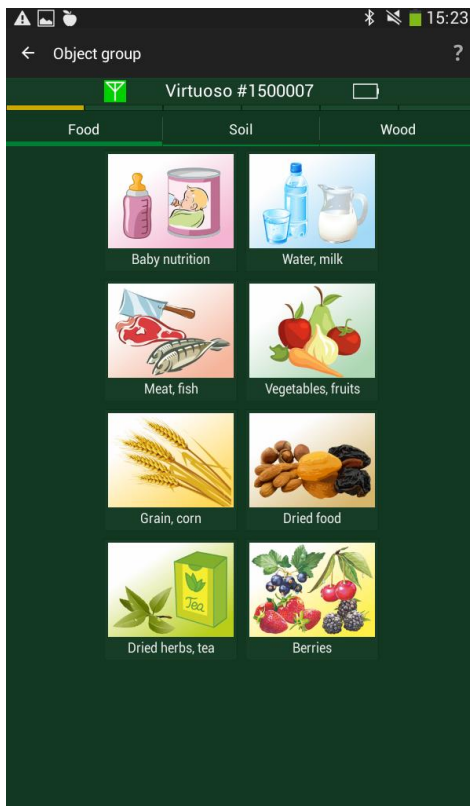 15:23
Object group
?
Virtuoso #1500007
Food Soil Wood
Baby nutrition Water, milk
Meat, fish Vegetables, fruits
Grain, corn Dried food
Tea
Dried herbs, tea Berries